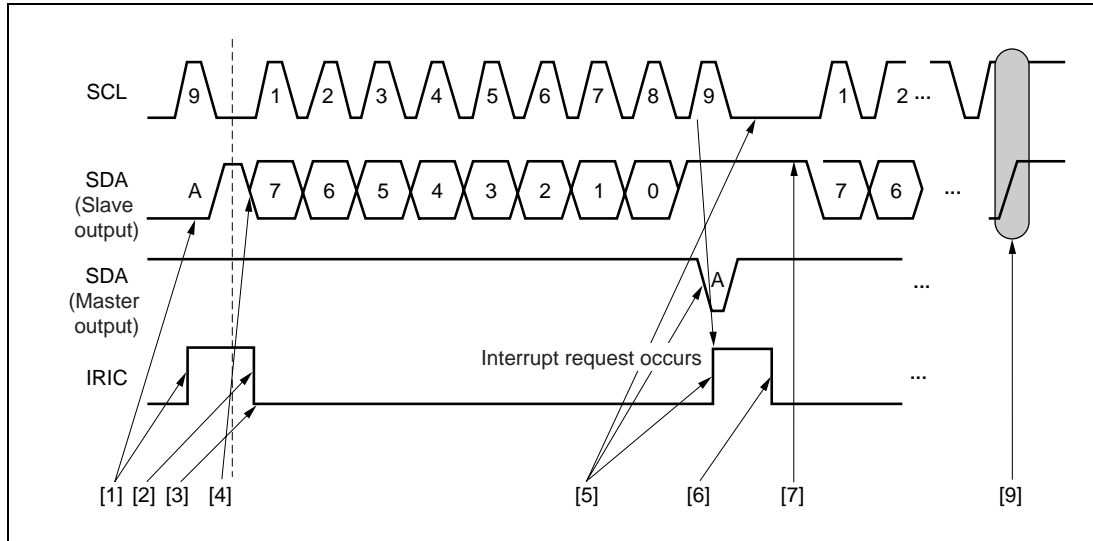 SCL
9 1 2 3 4 5 6 7 8 9 1 2 ...
SDA
(Slave
output)
A 7 6 5 4 3 2 1 0 7 6 ...
SDA
(Master
output)
A ...
IRIC
Interrupt request occurs ...
[1] [2] [3] [4] [5] [6] [7] [9]